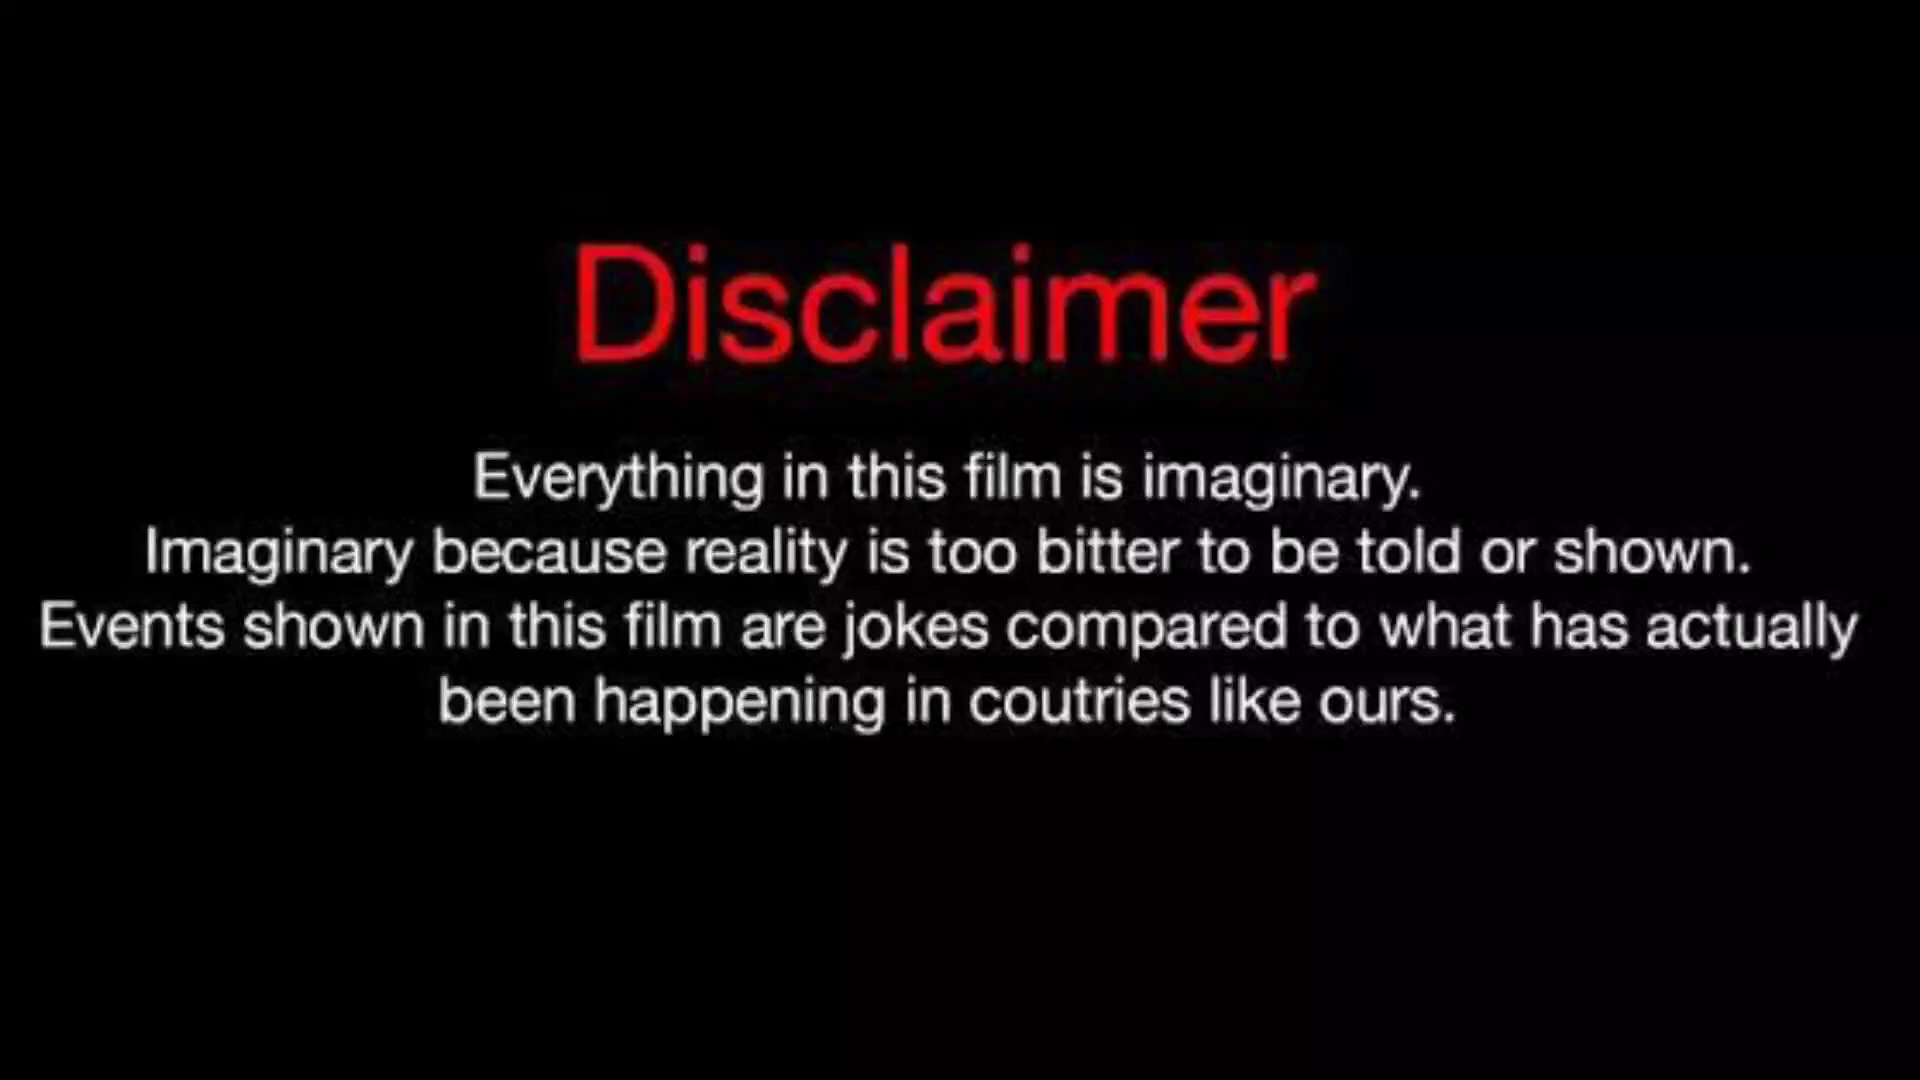 Disclaimer
Everything in this film is imaginary.
Imaginary because reality is too bitter to be told or shown.
Events shown in this film are jokes compared to what has actually
been happening in coutries like ours.